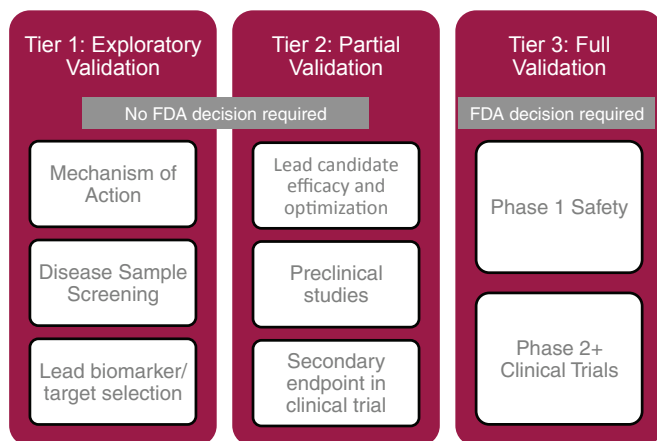 Tier 1: Exploratory
Validation
Tier 2: Partial
Validation
Tier 3: Full
Validation
No FDA decision required
FDA decision required
Mechanism of
Action
Disease Sample
Screening
Lead biomarker/
target selection
Lead candidate
efficacy and
optimization
Preclinical
studies
Secondary
endpoint in
clinical trial
Phase 1 Safety
Phase 2+
Clinical Trials